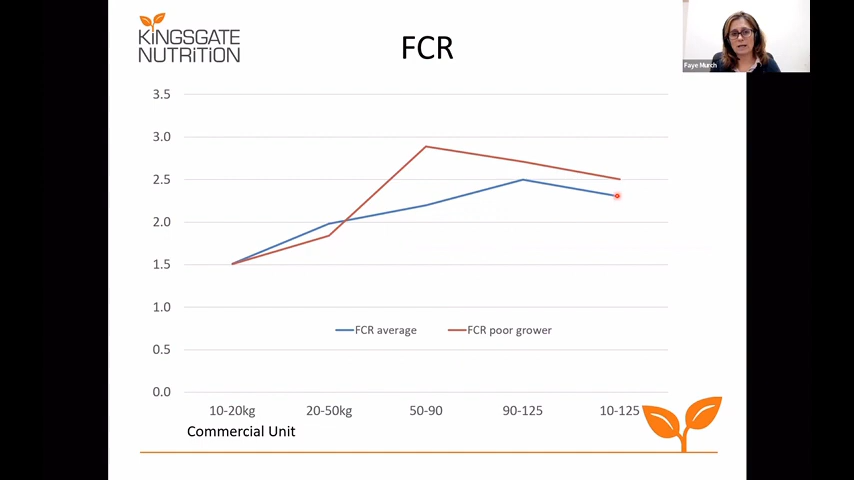 KINGSGATE
NUTRITION
FCR
Faye Murch
3.5
3.0
2.5
2.0
1.5
1.0
0.5
0.0
FCR average
FCR poor grower
10-20kg
20-50kg
50-90
90-125
10-125
Commercial Unit